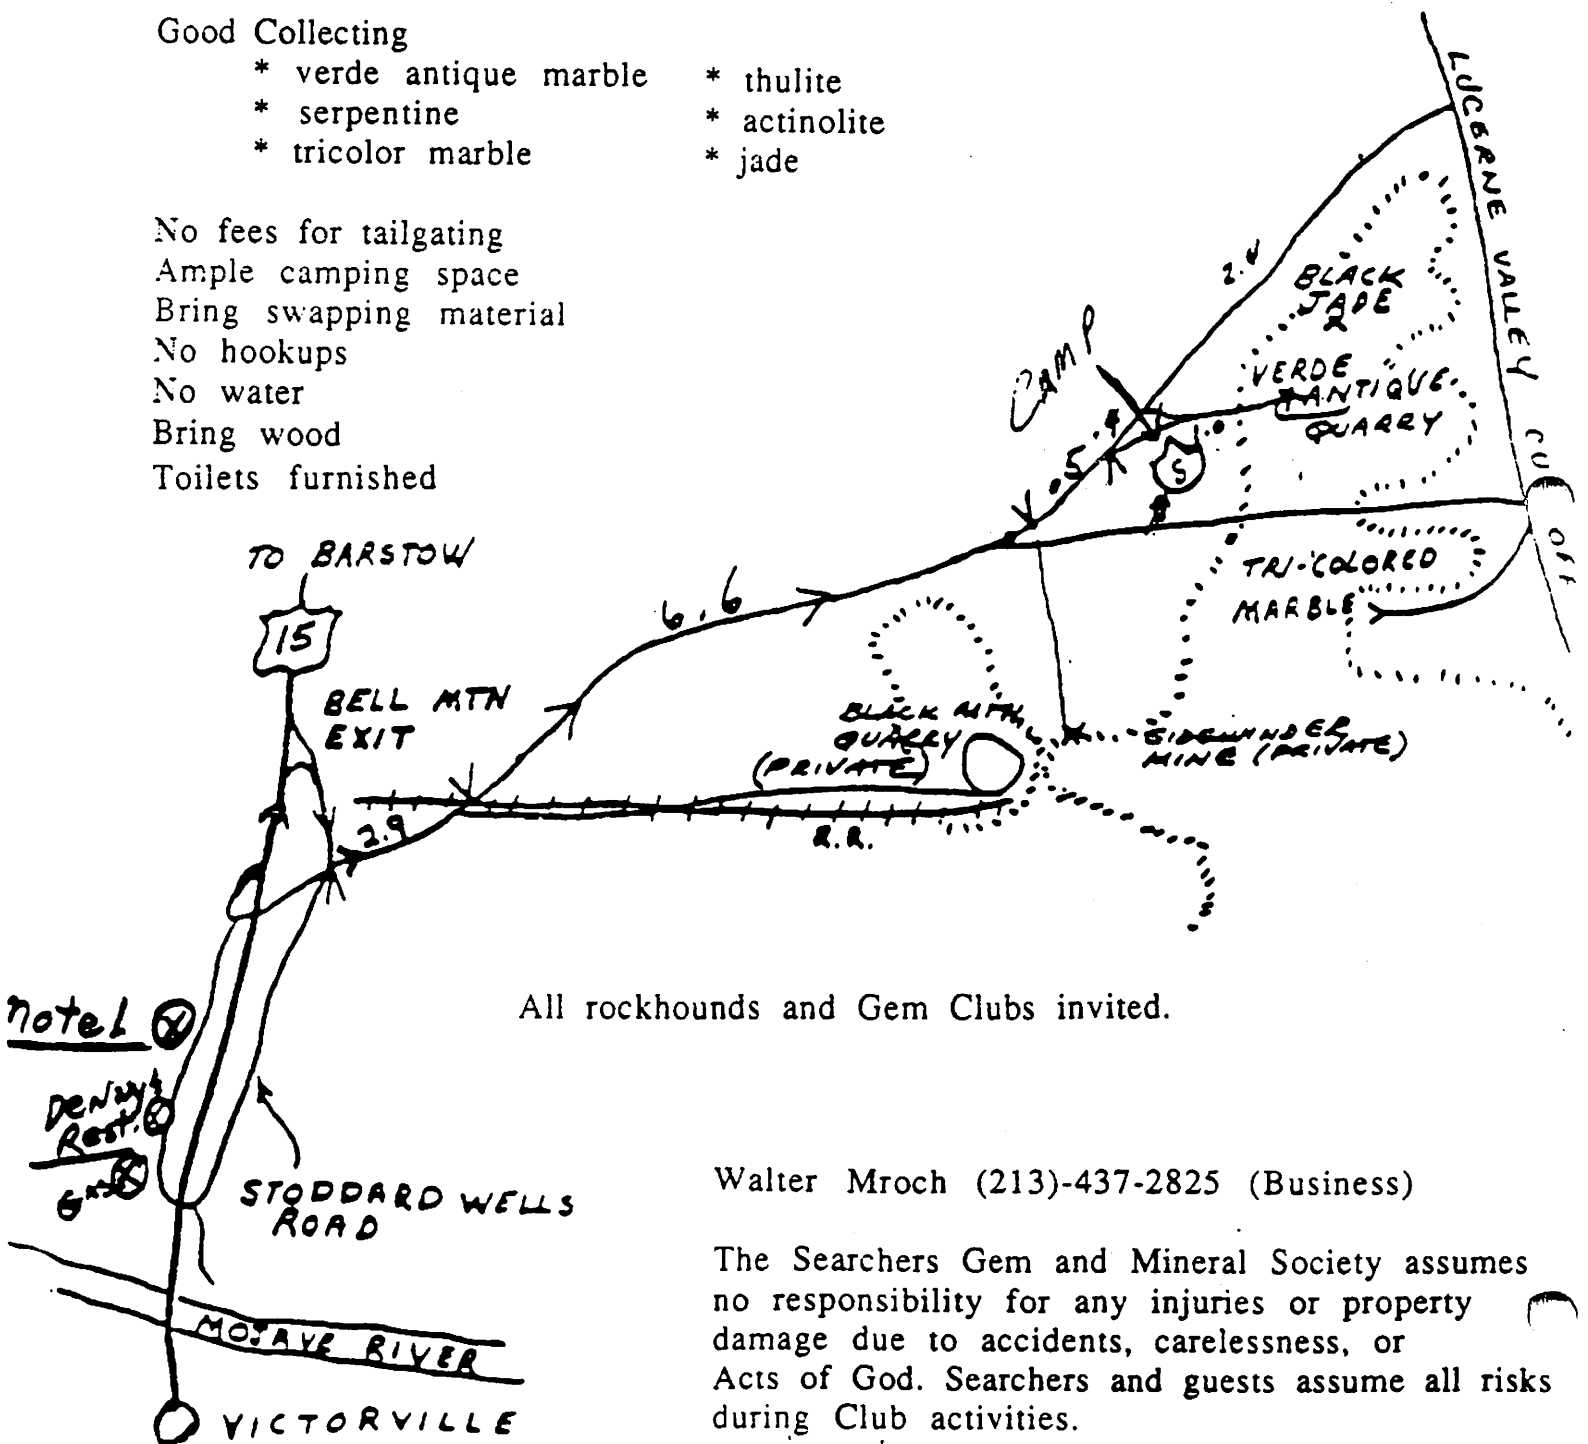 Good Collecting
* verde antique marble * thulite
* serpentine * actinolite
* tricolor marble * jade
No fees for tailgating
Ample camping space
Bring swapping material
No hookups
No water
Bring wood
Toilets furnished
LUCERNE VALLEY CUT OFF
2.4
BLACK
JADE
&
VERDE
ANTIQUE
QUARRY
CAMP
.4
.5
1.0
S
TRI-COLORED
MARBLE
TO BARSTOW
15
6.6
BELL MTN
EXIT
BLACK MTN.
QUARRY
(PRIVATE)
SIDEWINDER
MINE (PRIVATE)
2.9
R.R.
All rockhounds and Gem Clubs invited.
motel
Denny's
Rest.
STODDARD WELLS
ROAD
MOJAVE RIVER
VICTORVILLE
Walter Mroch (213)-437-2825 (Business)
The Searchers Gem and Mineral Society assumes
no responsibility for any injuries or property
damage due to accidents, carelessness, or
Acts of God. Searchers and guests assume all risks
during Club activities.